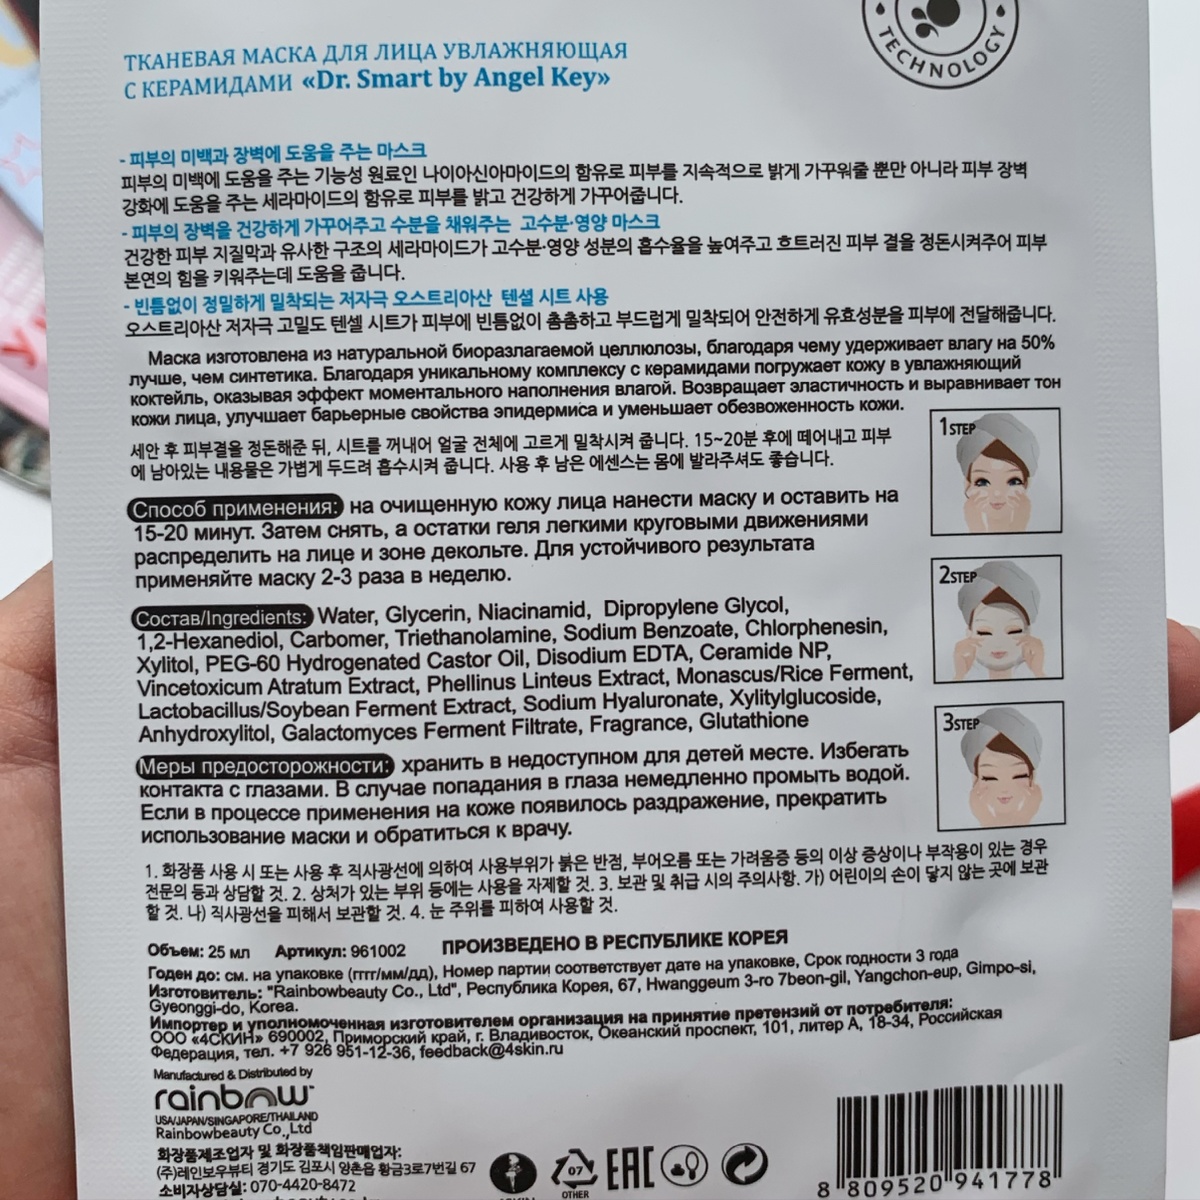 TECHNOLOGY
ТКАНЕВАЯ МАСКА ДЛЯ ЛИЦА УВЛАЖНЯЮЩАЯ
С КЕРАМИДАМИ «Dr. Smart by Angel Key»
- 피부의 미백과 장벽에 도움을 주는 마스크
피부의 미백에 도움을 주는 기능성 원료인 나이아신아마이드의 함유로 피부를 지속적으로 밝게 가꾸워줄 뿐만 아니라 피부 장벽
강화에 도움을 주는 세라마이드의 함유로 피부를 밝고 건강하게 가꾸어줍니다.
- 피부의 장벽을 건강하게 가꾸어주고 수분을 채워주는 고수분·영양 마스크
건강한 피부 지질막과 유사한 구조의 세라마이드가 고수분·영양 성분의 흡수율을 높여주고 흐트러진 피부 결을 정돈시켜주어 피부
본연의 힘을 키워주는데 도움을 줍니다.
- 빈틈없이 정밀하게 밀착되는 저자극 오스트리아산 텐셀 시트 사용
오스트리아산 저자극 고밀도 텐셀 시트가 피부에 빈틈없이 촘촘하고 부드럽게 밀착되어 안전하게 유효성분을 피부에 전달해줍니다.
Маска изготовлена из натуральной биоразлагаемой целлюлозы, благодаря чему удерживает влагу на 50%
лучше, чем синтетика. Благодаря уникальному комплексу с керамидами погружает кожу в увлажняющий
коктейль, оказывая эффект моментального наполнения влагой. Возвращает эластичность и выравнивает тон
кожи лица, улучшает барьерные свойства эпидермиса и уменьшает обезвоженность кожи.
세안 후 피부결을 정돈해준 뒤, 시트를 꺼내어 얼굴 전체에 고르게 밀착시켜 줍니다. 15~20분 후에 떼어내고 피부
에 남아있는 내용물은 가볍게 두드려 흡수시켜 줍니다. 사용 후 남은 에센스는 몸에 발라주셔도 좋습니다.
1STEP
Способ применения: на очищенную кожу лица нанести маску и оставить на
15-20 минут. Затем снять, а остатки геля легкими круговыми движениями
распределить на лице и зоне декольте. Для устойчивого результата
применяйте маску 2-3 раза в неделю.
2STEP
Состав/Ingredients: Water, Glycerin, Niacinamid, Dipropylene Glycol,
1,2-Hexanediol, Carbomer, Triethanolamine, Sodium Benzoate, Chlorphenesin,
Xylitol, PEG-60 Hydrogenated Castor Oil, Disodium EDTA, Ceramide NP,
Vincetoxicum Atratum Extract, Phellinus Linteus Extract, Monascus/Rice Ferment,
Lactobacillus/Soybean Ferment Extract, Sodium Hyaluronate, Xylitylglucoside,
Anhydroxylitol, Galactomyces Ferment Filtrate, Fragrance, Glutathione
3STEP
Меры предосторожности: хранить в недоступном для детей месте. Избегать
контакта с глазами. В случае попадания в глаза немедленно промыть водой.
Если в процессе применения на коже появилось раздражение, прекратить
использование маски и обратиться к врачу.
1. 화장품 사용 시 또는 사용 후 직사광선에 의하여 사용부위가 붉은 반점, 부어오름 또는 가려움증 등의 이상 증상이나 부작용이 있는 경우
전문의 등과 상담할 것. 2. 상처가 있는 부위 등에는 사용을 자제할 것. 3. 보관 및 취급 시의 주의사항. 가) 어린이의 손이 닿지 않는 곳에 보관
할 것. 나) 직사광선을 피해서 보관할 것. 4. 눈 주위를 피하여 사용할 것.
Объем: 25 мл Артикул: 961002 ПРОИЗВЕДЕНО В РЕСПУБЛИКЕ КОРЕЯ
Годен до: см. на упаковке (гггг/мм/дд), Номер партии соответствует дате на упаковке, Срок годности 3 года
Изготовитель: "Rainbowbeauty Co., Ltd", Республика Корея, 67, Hwanggeum 3-ro 7beon-gil, Yangchon-eup, Gimpo-si,
Gyeonggi-do, Korea.
Импортер и уполномоченная изготовителем организация на принятие претензий от потребителя:
ООО «4СКИН» 690002, Приморский край, г. Владивосток, Океанский проспект, 101, литер А, 18-34, Российская
Федерация, тел. +7 926 951-12-36, feedback@4skin.ru
Manufactured & Distributed by
rainbow
USA/JAPAN/SINGAPORE/THAILAND
Rainbowbeauty Co.,Ltd
화장품제조업자 및 화장품책임판매업자:
(주)레인보우뷰티 경기도 김포시 양촌읍 황금3로7번길 67
소비자상담실: 070-4420-8472
07
OTHER
EAC
8 809520 941778